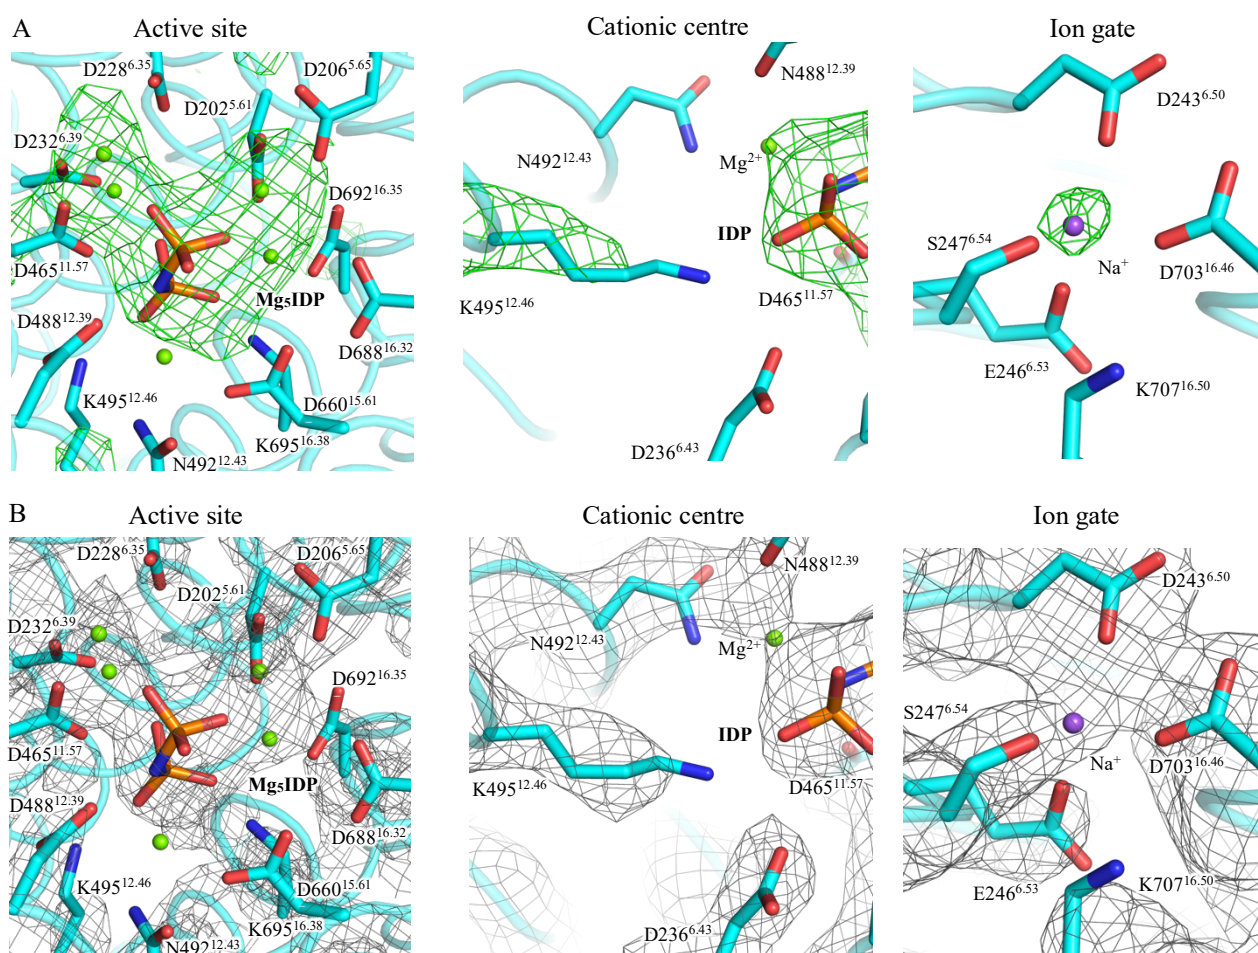 A
Active site
Cationic centre
Ion gate
D228^6.35
D206^5.65
D202^5.61
D232^6.39
D692^16.35
D465^11.57
Mg₅IDP
D488^12.39
D688^16.32
K495^12.46
D660^15.61
K695^16.38
N492^12.43
N488^12.39
N492^12.43
Mg²⁺
IDP
K495^12.46
D465^11.57
D236^6.43
D243^6.50
S247^6.54
Na⁺
D703^16.46
E246^6.53
K707^16.50
B
Active site
Cationic centre
Ion gate
D228^6.35
D206^5.65
D202^5.61
D232^6.39
D692^16.35
D465^11.57
Mg₅IDP
D488^12.39
D688^16.32
K495^12.46
D660^15.61
K695^16.38
N492^12.43
N488^12.39
N492^12.43
Mg²⁺
IDP
K495^12.46
D465^11.57
D236^6.43
D243^6.50
S247^6.54
Na⁺
D703^16.46
E246^6.53
K707^16.50